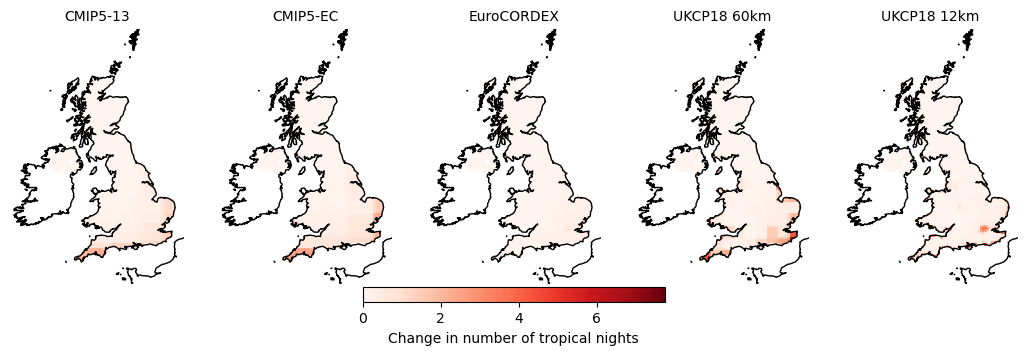 CMIP5-13 CMIP5-EC EuroCORDEX UKCP18 60km UKCP18 12km
0 2 4 6
Change in number of tropical nights